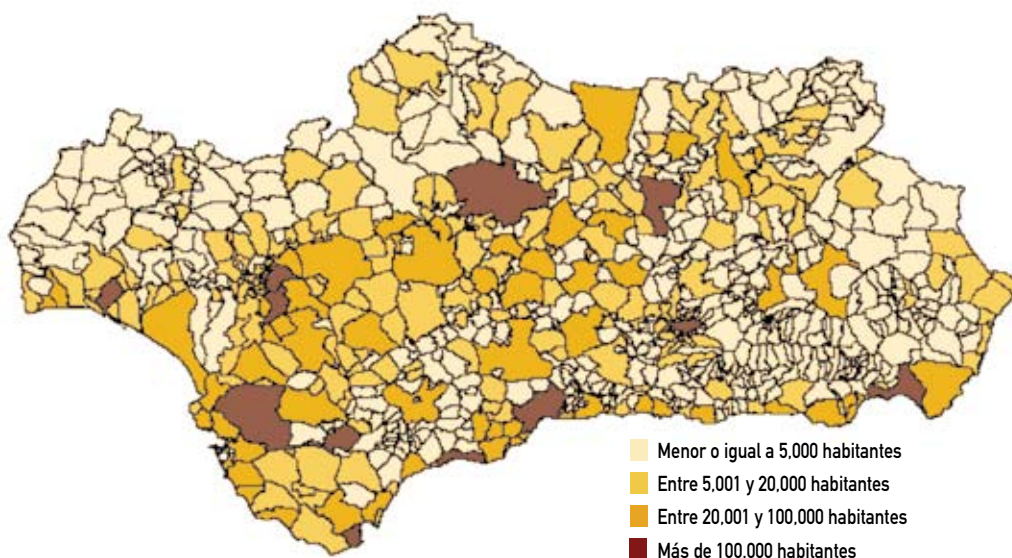 Menor o igual a 5,000 habitantes
Entre 5,001 y 20,000 habitantes
Entre 20,001 y 100,000 habitantes
Más de 100,000 habitantes